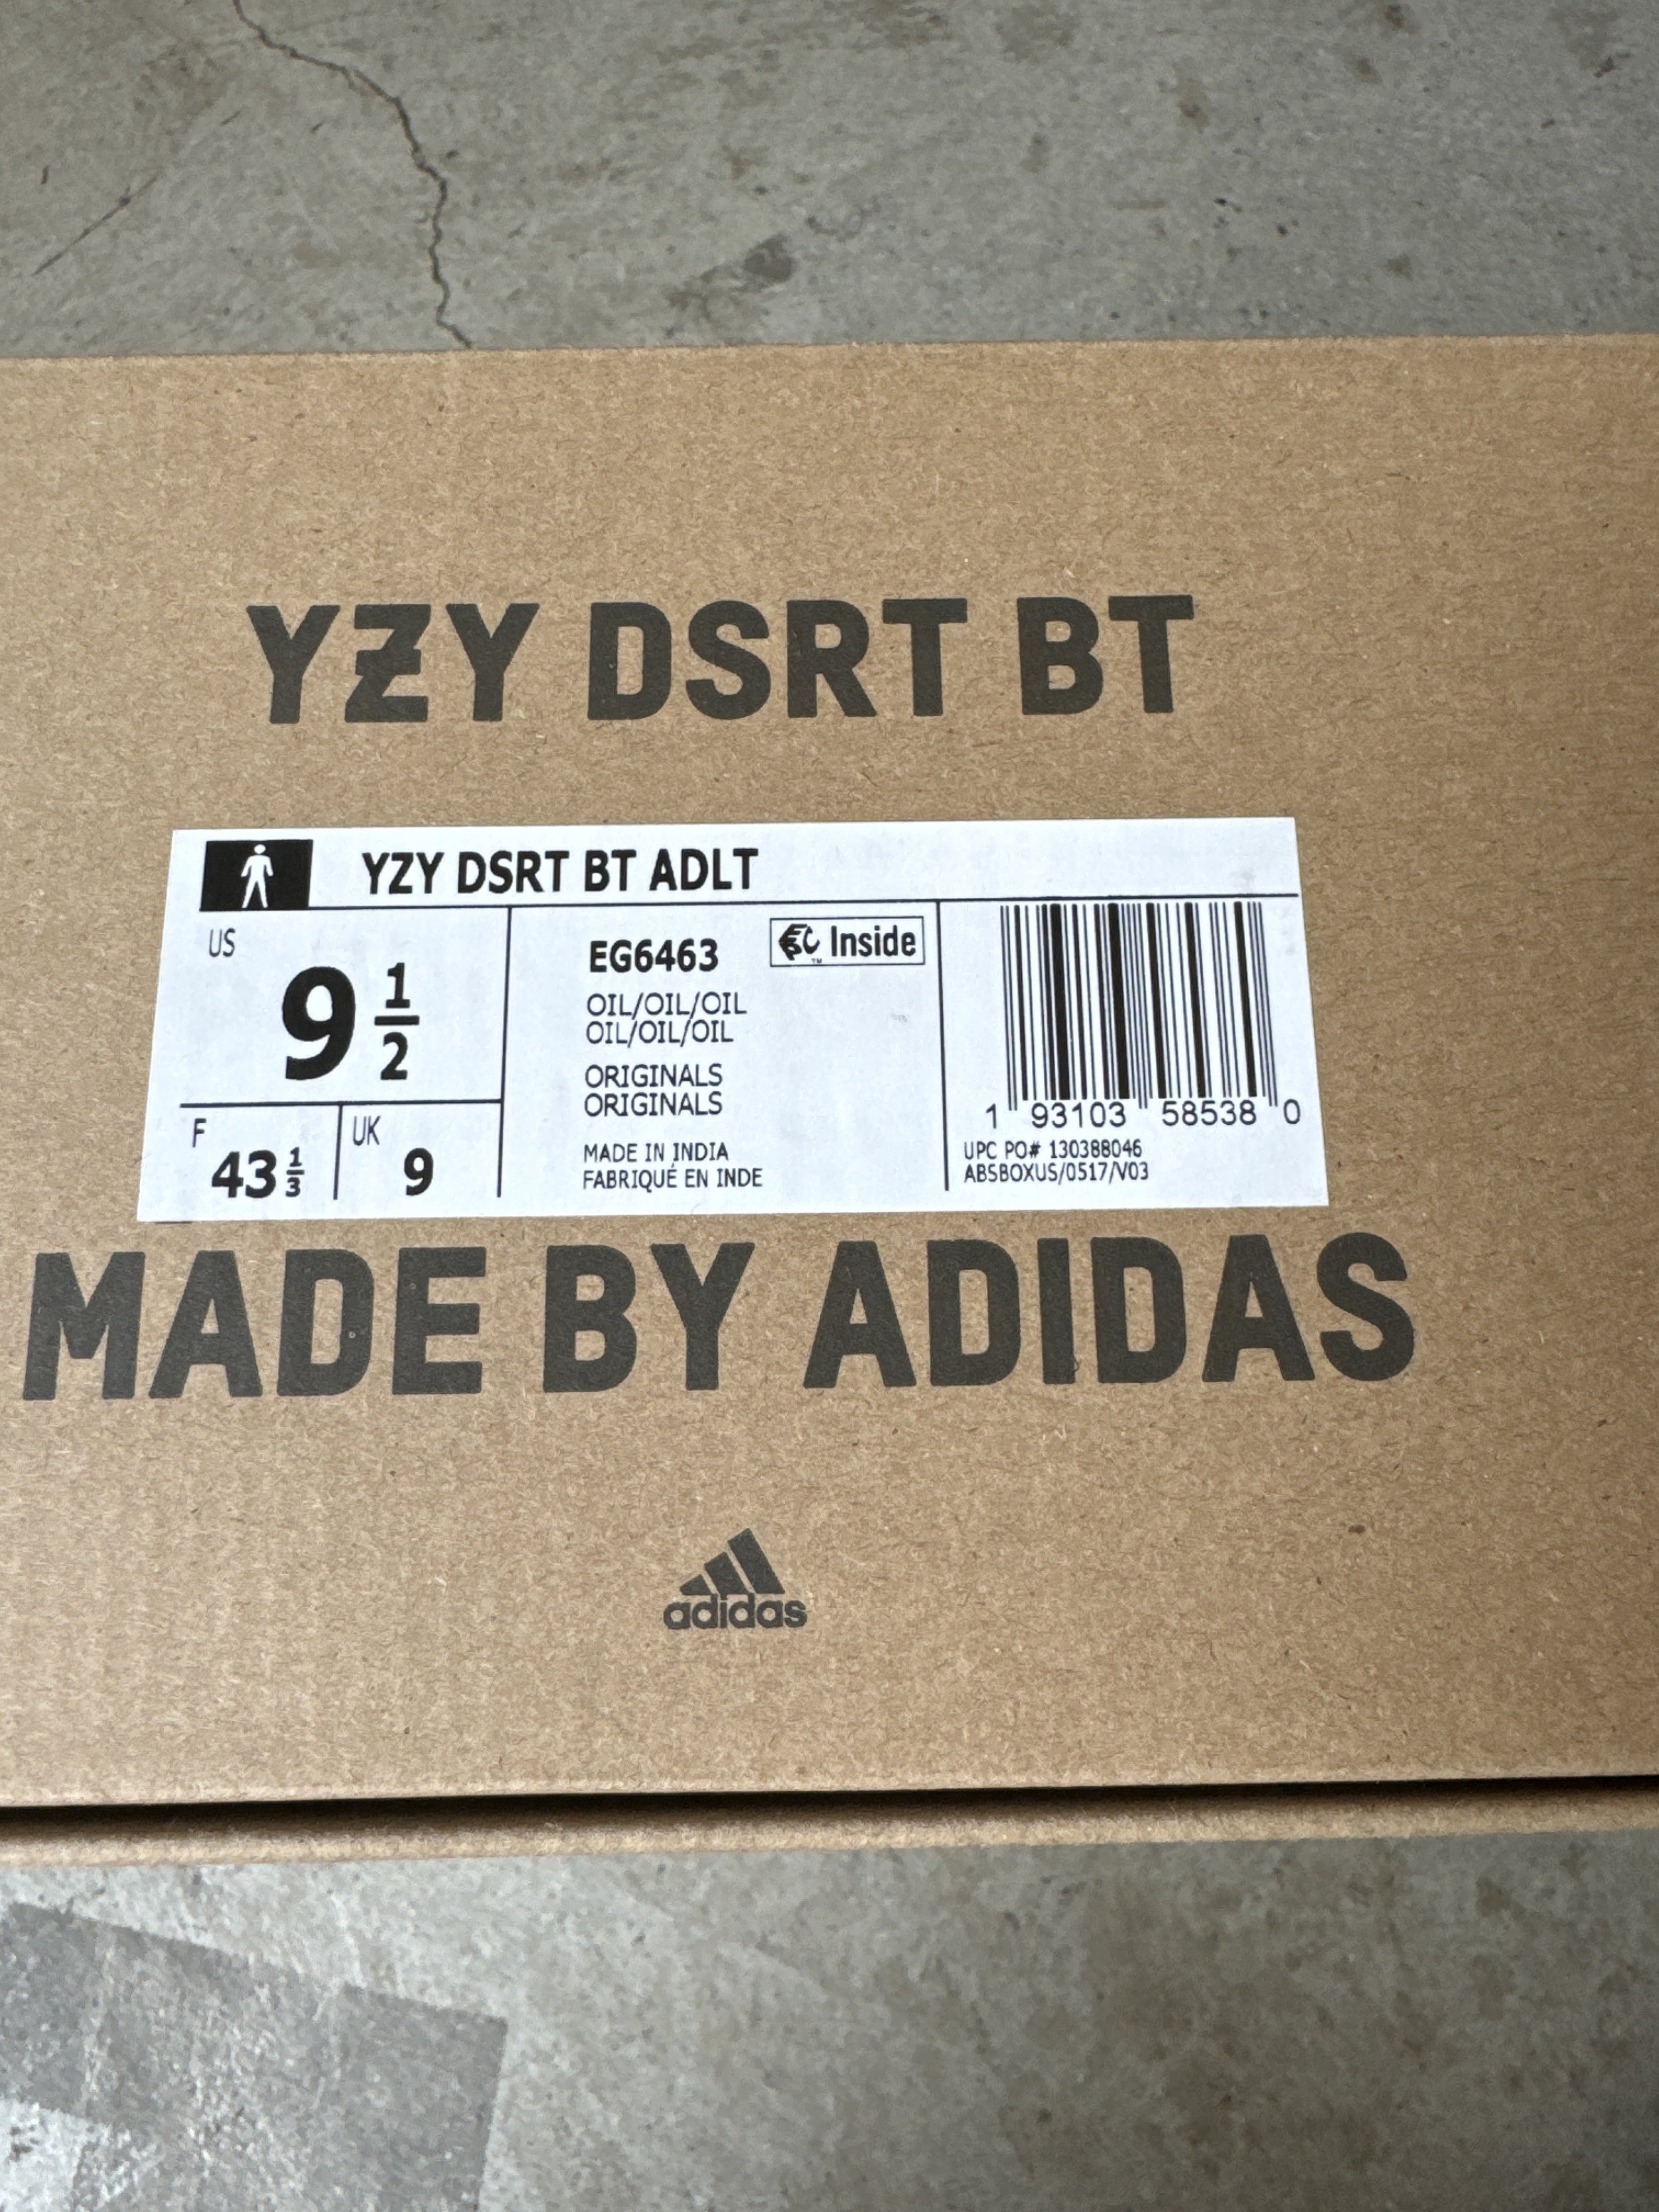 YZY DSRT BT
YZY DSRT BT ADLT
US
9 1/2
F
43 1/3
UK
9
EG6463
Inside
OIL/OIL/OIL
OIL/OIL/OIL
ORIGINALS
ORIGINALS
MADE IN INDIA
FABRIQUÉ EN INDE
1 93103 58538 0
UPC PO# 130388046
ABSBOXUS/0517/V03
MADE BY ADIDAS
adidas